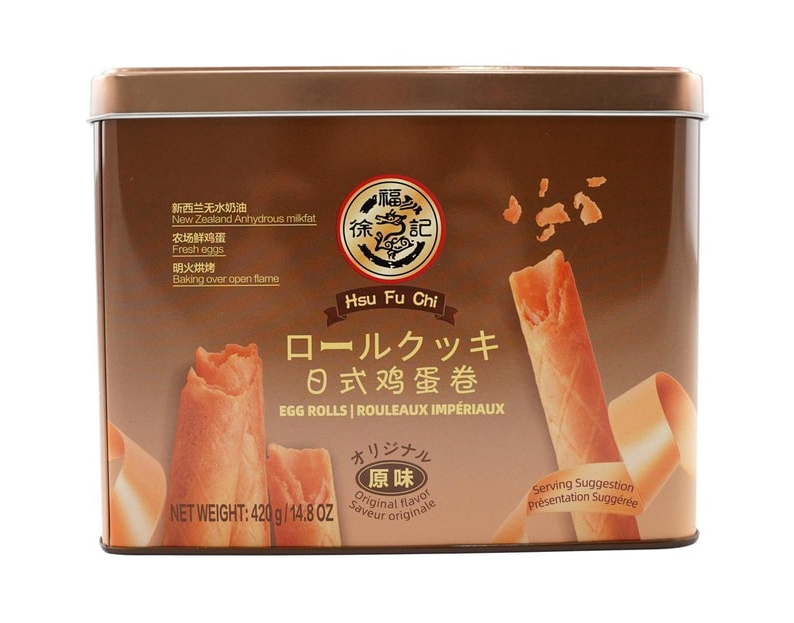 新西兰无水奶油
New Zealand Anhydrous milkfat
农场鲜鸡蛋
Fresh eggs
明火烘烤
Baking over open flame
福
徐 記
Hsu Fu Chi
ロールクッキ
日式鸡蛋卷
EGG ROLLS | ROULEAUX IMPÉRIAUX
オリジナル
原味
Original flavor
Saveur originale
Serving Suggestion
Présentation Suggérée
NET WEIGHT: 420 g / 14.8 OZ